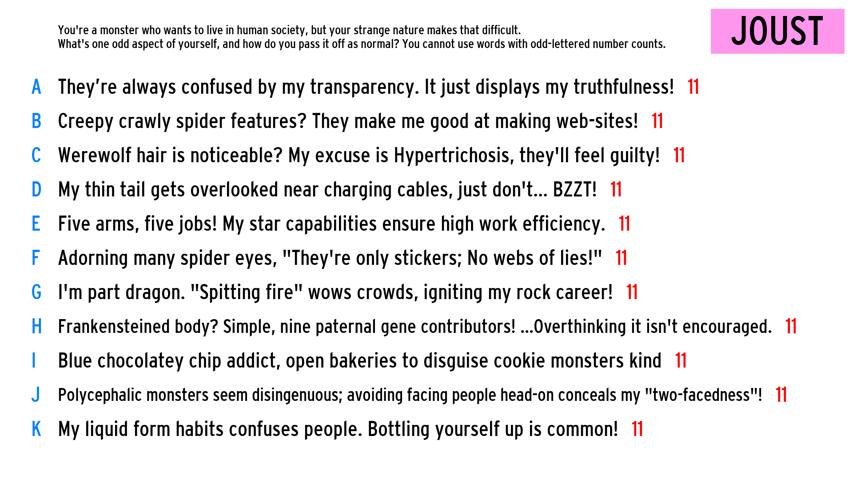 You're a monster who wants to live in human society, but your strange nature makes that difficult.
What's one odd aspect of yourself, and how do you pass it off as normal? You cannot use words with odd-lettered number counts.
JOUST
A They’re always confused by my transparency. It just displays my truthfulness! 11
B Creepy crawly spider features? They make me good at making web-sites! 11
C Werewolf hair is noticeable? My excuse is Hypertrichosis, they'll feel guilty! 11
D My thin tail gets overlooked near charging cables, just don't... BZZT! 11
E Five arms, five jobs! My star capabilities ensure high work efficiency. 11
F Adorning many spider eyes, "They're only stickers; No webs of lies!" 11
G I'm part dragon. "Spitting fire" wows crowds, igniting my rock career! 11
H Frankensteined body? Simple, nine paternal gene contributors! ...Overthinking it isn't encouraged. 11
I Blue chocolatey chip addict, open bakeries to disguise cookie monsters kind 11
J Polycephalic monsters seem disingenuous; avoiding facing people head-on conceals my "two-facedness"! 11
K My liquid form habits confuses people. Bottling yourself up is common! 11